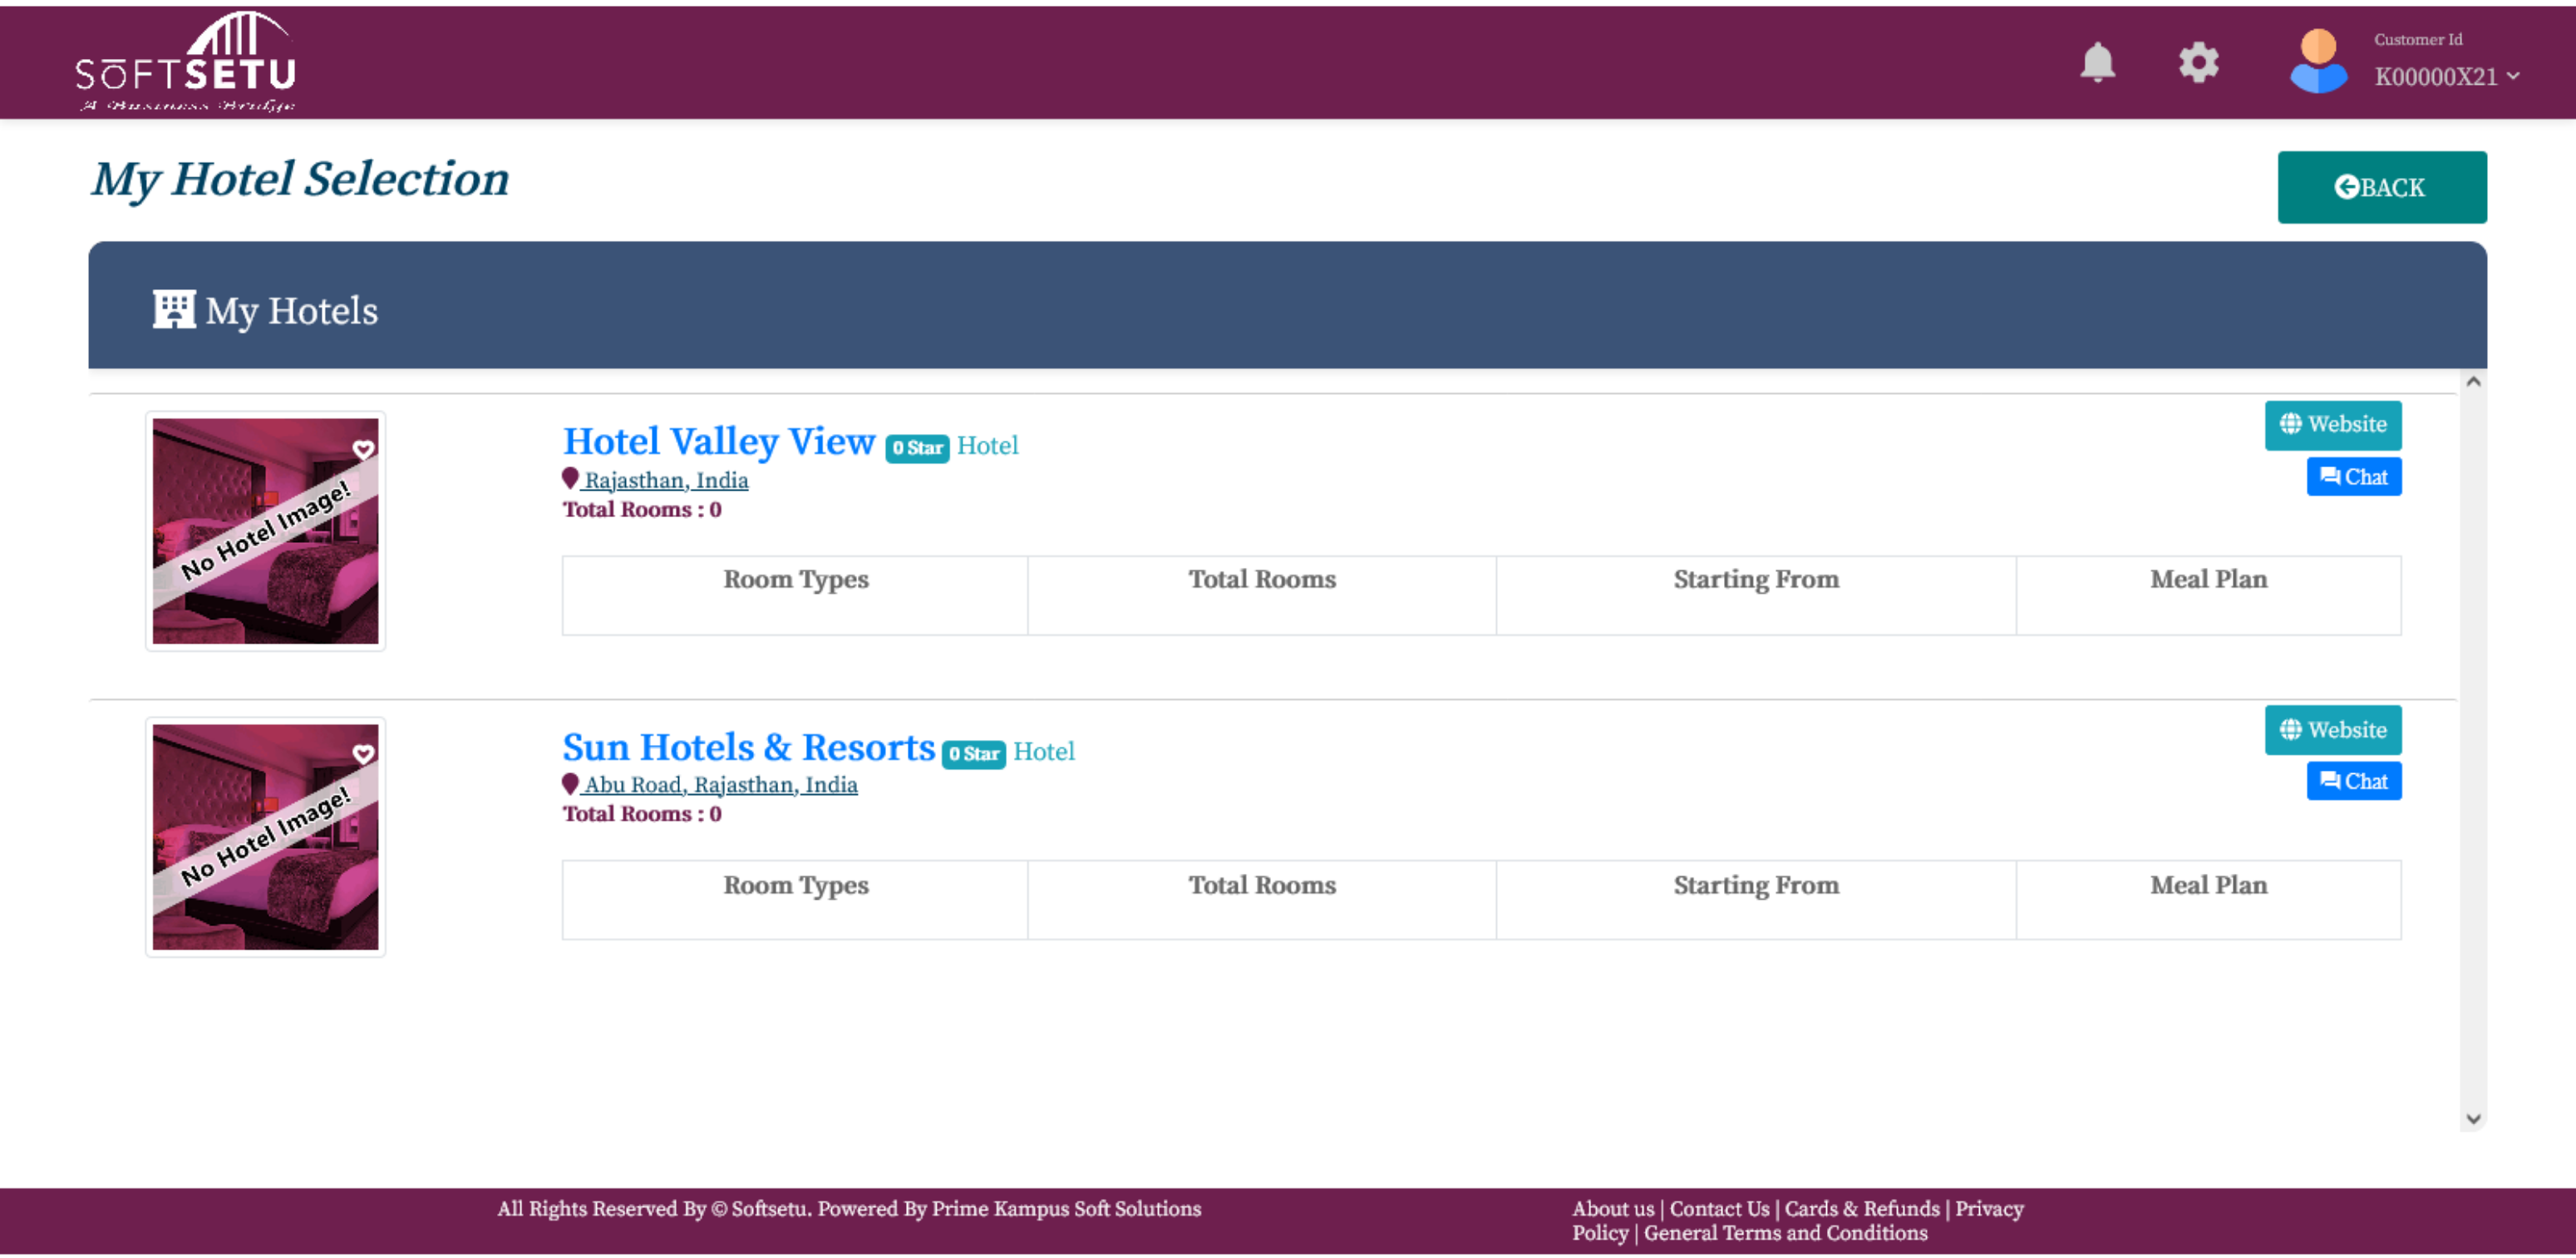 SOFTSETU
A Business Bridge
Customer Id
K00000X21
My Hotel Selection
BACK
My Hotels
No Hotel Image!
Hotel Valley View 0 Star Hotel
Rajasthan, India
Total Rooms : 0
Website
Chat
Room Types Total Rooms Starting From Meal Plan
No Hotel Image!
Sun Hotels & Resorts 0 Star Hotel
Abu Road, Rajasthan, India
Total Rooms : 0
Website
Chat
Room Types Total Rooms Starting From Meal Plan
All Rights Reserved By © Softsetu. Powered By Prime Kampus Soft Solutions
About us | Contact Us | Cards & Refunds | Privacy
Policy | General Terms and Conditions